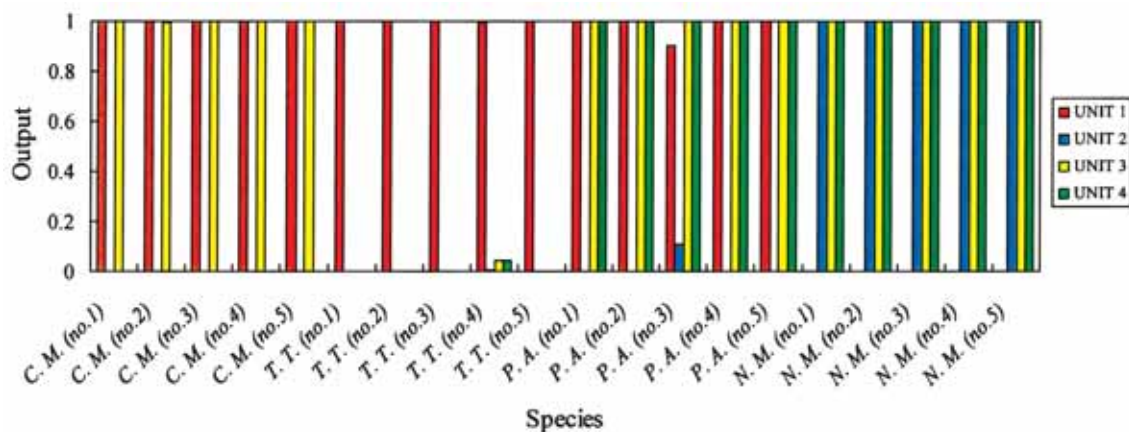 1
0.8
0.6
0.4
0.2
0
Output
UNIT 1
UNIT 2
UNIT 3
UNIT 4
C. M. (no.1)
C. M. (no.2)
C. M. (no.3)
C. M. (no.4)
C. M. (no.5)
T. T. (no.1)
T. T. (no.2)
T. T. (no.3)
T. T. (no.4)
T. T. (no.5)
P. A. (no.1)
P. A. (no.2)
P. A. (no.3)
P. A. (no.4)
P. A. (no.5)
N. M. (no.1)
N. M. (no.2)
N. M. (no.3)
N. M. (no.4)
N. M. (no.5)
Species